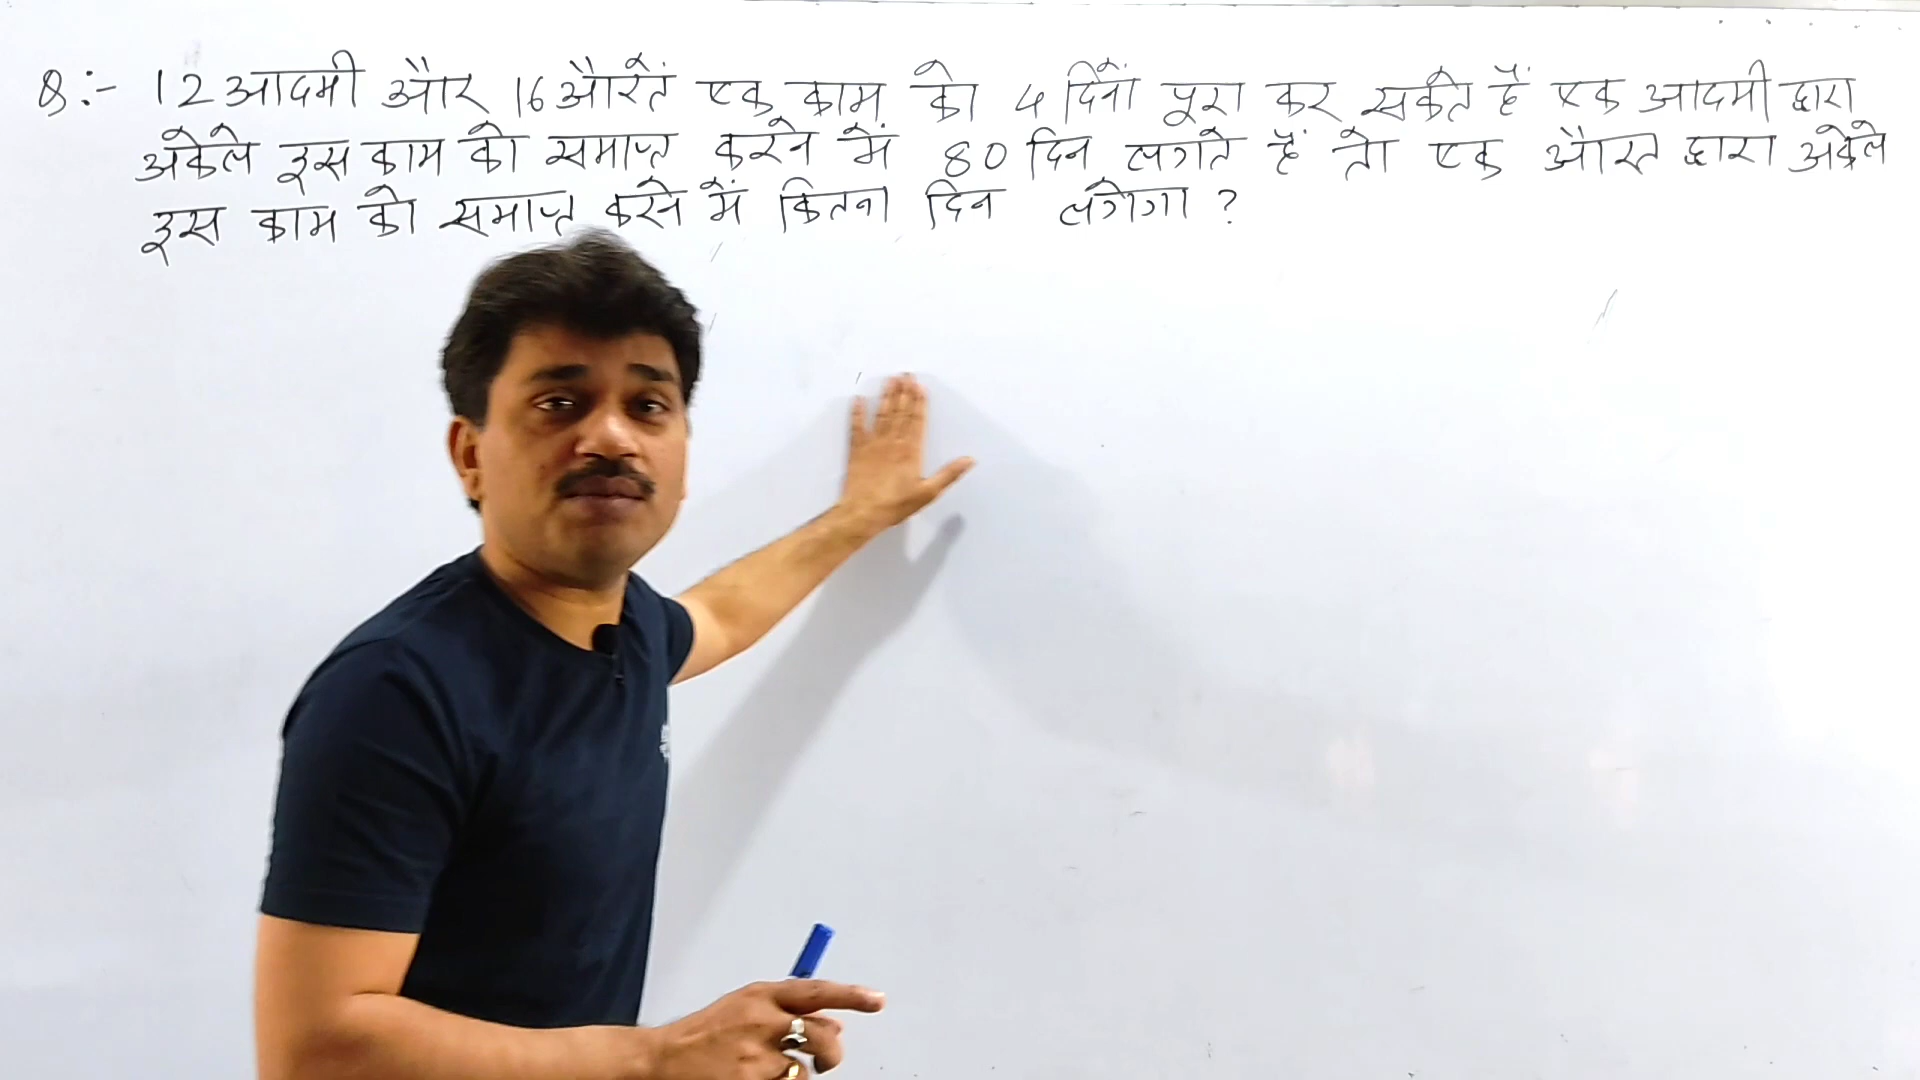 Q:- 12 आदमी और 16 औरतें एक काम को 4 दिनों पूरा कर सकते हैं एक आदमी द्वारा
अकेले इस काम को समाप्त करने में 80 दिन लगते हैं तो एक औरत द्वारा अकेले
इस काम को समाप्त करने में कितना दिन लगेगा ?